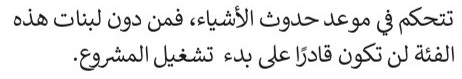 تتحكم في موعد حدوث الأشياء، فمن دون لبنات هذه
الفئة لن تكون قادرًا على بدء تشغيل المشروع.